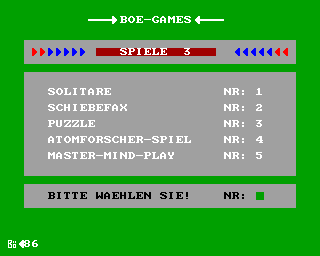 BOE-GAMES
SPIELE 3
SOLITARE NR: 1
SCHIEBEFAX NR: 2
PUZZLE NR: 3
ATOMFORSCHER-SPIEL NR: 4
MASTER-MIND-PLAY NR: 5
BITTE WAEHLEN SIE! NR:
86